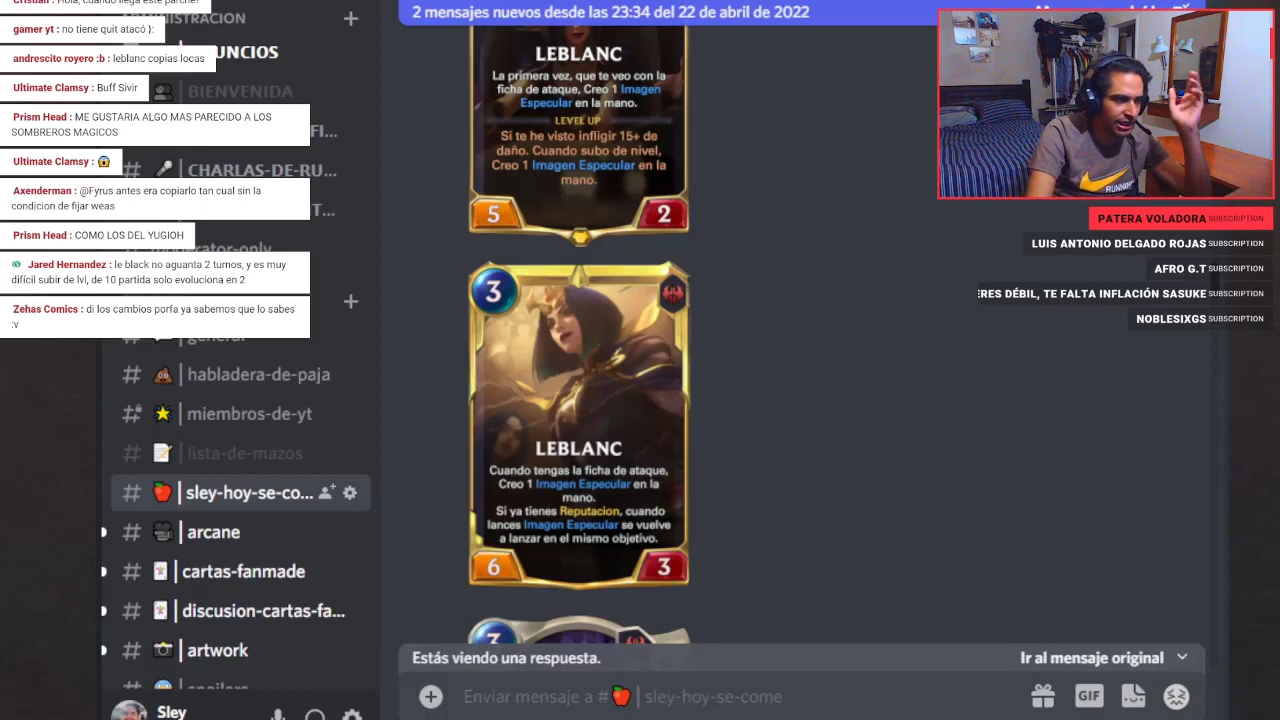 Cristian : Hola, cuando llega este parche?
gamer yt : no tiene quit atacó ):
andrescito royero :b : leblanc copias locas
Ultimate Clamsy : Buff Sivir
Prism Head : ME GUSTARIA ALGO MAS PARECIDO A LOS
SOMBREROS MAGICOS
Ultimate Clamsy : 😱
Axenderman : @Fyrus antes era copiarlo tan cual sin la
condicion de fijar weas
Prism Head : COMO LOS DEL YUGIOH
Jared Hernandez : le black no aguanta 2 turnos, y es muy
difícil subir de lvl, de 10 partida solo evoluciona en 2
Zehas Comics : di los cambios porfa ya sabemos que lo sabes
:v
ADMINISTRACION
UNCIOS
BIENVENIDA
FI...
CHARLAS-DE-RU...
T...
moderator-only
general
habladera-de-paja
miembros-de-yt
lista-de-mazos
sley-hoy-se-co...
arcane
cartas-fanmade
discusion-cartas-fa...
artwork
spoilers
Sley
2 mensajes nuevos desde las 23:34 del 22 de abril de 2022
LEBLANC
La primera vez, que te veo con la
ficha de ataque, Creo 1 Imagen
Especular en la mano.
LEVEL UP
Si te he visto infligir 15+ de
daño. Cuando subo de nivel,
Creo 1 Imagen Especular en la
mano.
5
2
3
LEBLANC
Cuando tengas la ficha de ataque,
Creo 1 Imagen Especular en la
mano.
Si ya tienes Reputacion, cuando
lances Imagen Especular se vuelve
a lanzar en el mismo objetivo.
6
3
3
Estás viendo una respuesta.
Ir al mensaje original
Enviar mensaje a #🍎 | sley-hoy-se-come
GIF
RUNNING
PATERA VOLADORA SUBSCRIPTION
LUIS ANTONIO DELGADO ROJAS SUBSCRIPTION
AFRO G.T SUBSCRIPTION
ERES DÉBIL, TE FALTA INFLACIÓN SASUKE SUBSCRIPTION
NOBLESIXGS SUBSCRIPTION